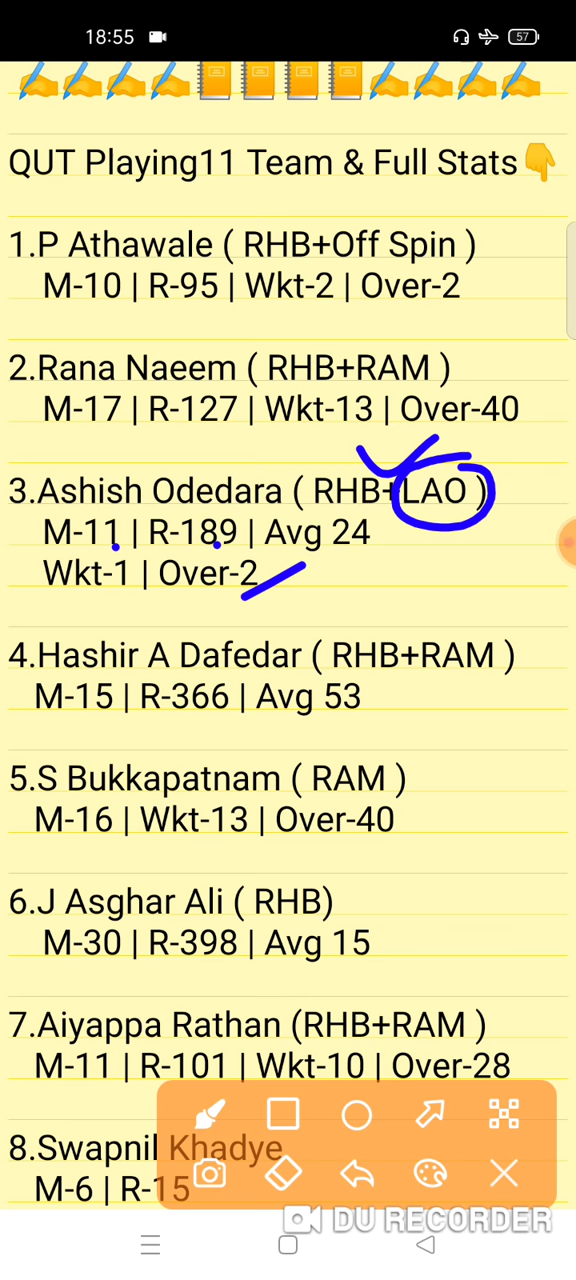 18:55
57
QUT Playing11 Team & Full Stats👇
1.P Athawale ( RHB+Off Spin )
M-10 | R-95 | Wkt-2 | Over-2
2.Rana Naeem ( RHB+RAM )
M-17 | R-127 | Wkt-13 | Over-40
3.Ashish Odedara ( RHB+LAO )
M-11 | R-189 | Avg 24
Wkt-1 | Over-2
4.Hashir A Dafedar ( RHB+RAM )
M-15 | R-366 | Avg 53
5.S Bukkapatnam ( RAM )
M-16 | Wkt-13 | Over-40
6.J Asghar Ali ( RHB)
M-30 | R-398 | Avg 15
7.Aiyappa Rathan (RHB+RAM )
M-11 | R-101 | Wkt-10 | Over-28
8.Swapnil Khadye
M-6 | R-15
DU RECORDER